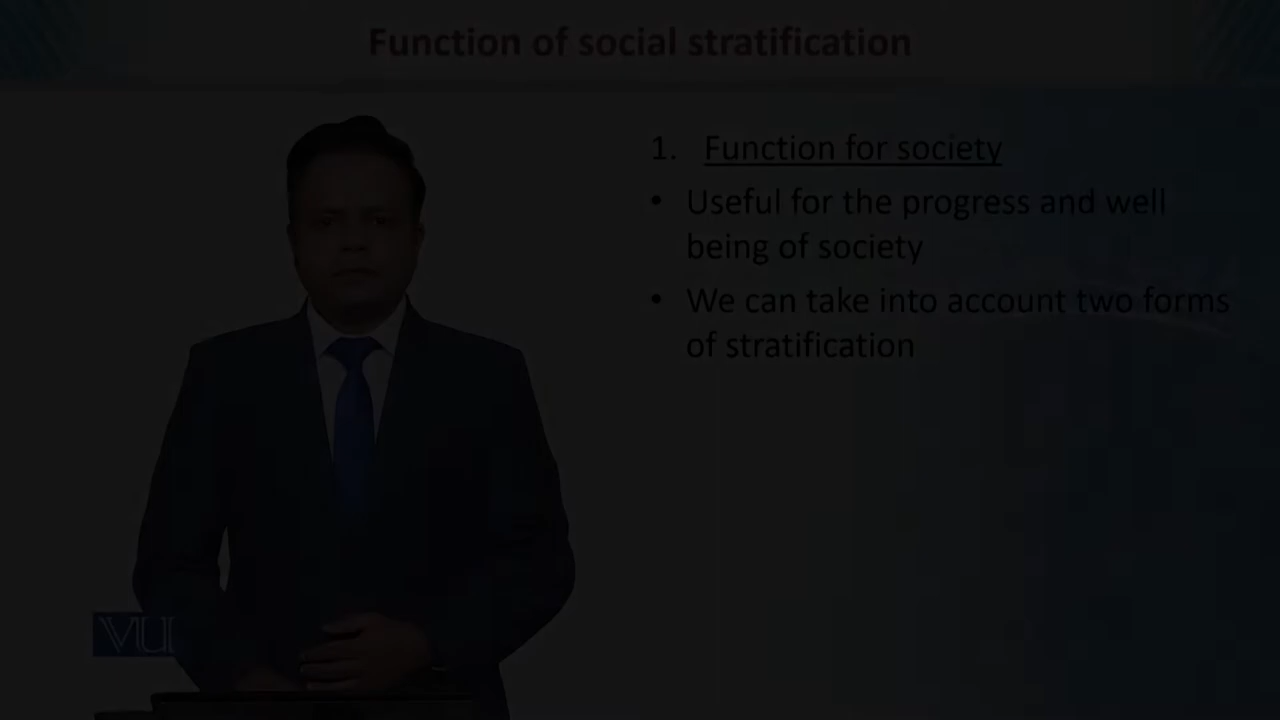 Function of social stratification
1. Function for society
• Useful for the progress and well
being of society
• We can take into account two forms
of stratification
VU